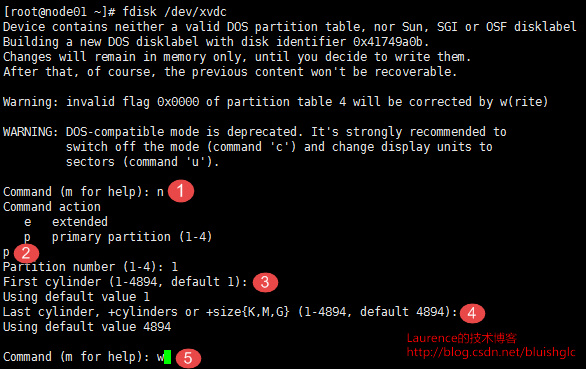 [root@node01 ~]# fdisk /dev/xvdc
Device contains neither a valid DOS partition table, nor Sun, SGI or OSF disklabel
Building a new DOS disklabel with disk identifier 0x41749a0b.
Changes will remain in memory only, until you decide to write them.
After that, of course, the previous content won't be recoverable.
Warning: invalid flag 0x0000 of partition table 4 will be corrected by w(rite)
WARNING: DOS-compatible mode is deprecated. It's strongly recommended to
switch off the mode (command 'c') and change display units to
sectors (command 'u').
Command (m for help): n 1
Command action
e extended
p primary partition (1-4)
p 2
Partition number (1-4): 1
First cylinder (1-4894, default 1): 3
Using default value 1
Last cylinder, +cylinders or +size{K,M,G} (1-4894, default 4894): 4
Using default value 4894
Laurence的技术博客
http://blog.csdn.net/bluishglc
Command (m for help): w 5